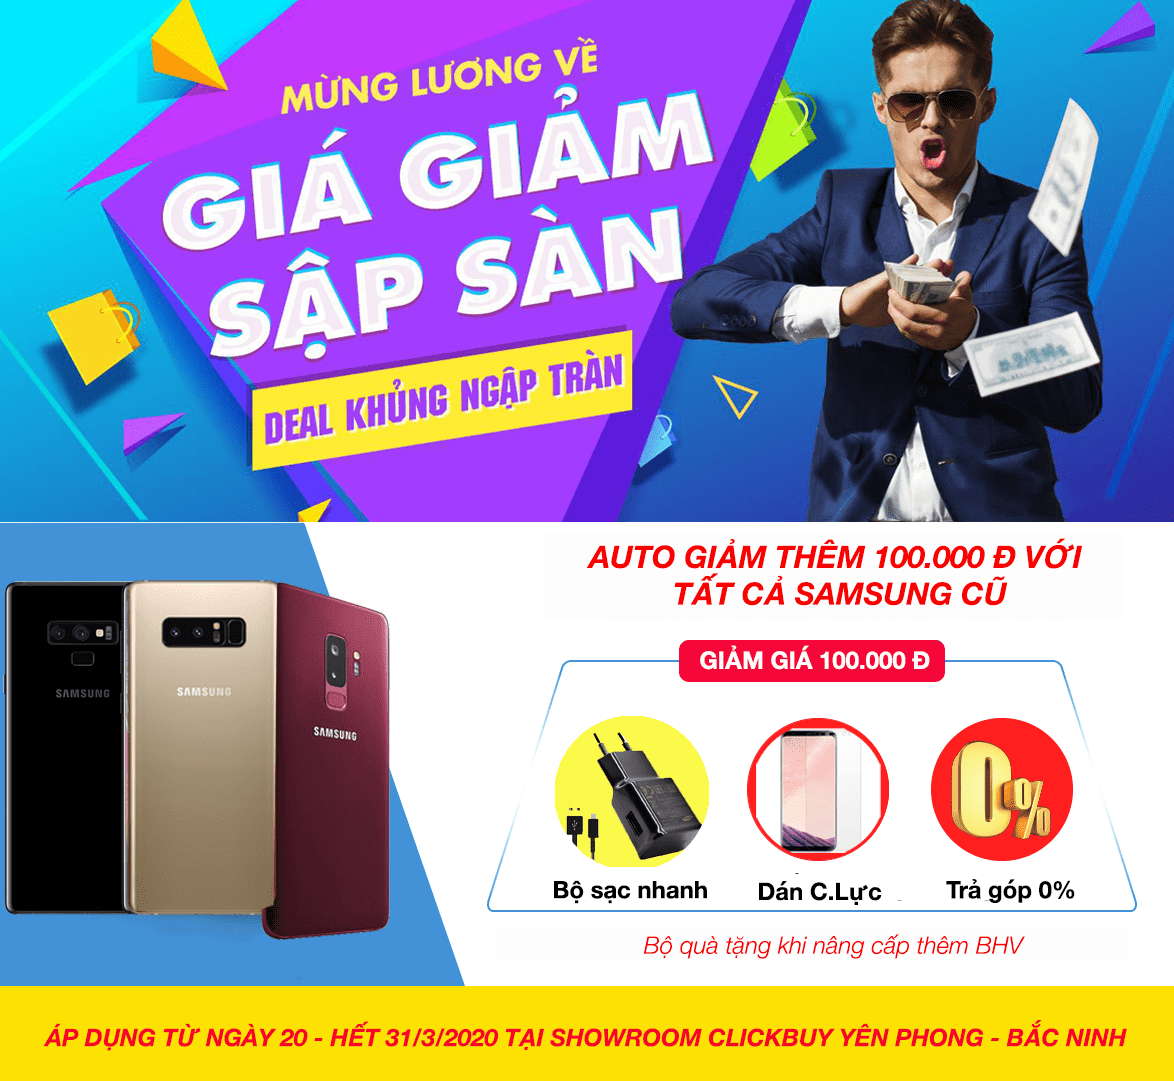 MỪNG LƯƠNG VỀ
GIÁ GIẢM
SẬP SÀN
DEAL KHỦNG NGẬP TRÀN
AUTO GIẢM THÊM 100.000 Đ VỚI
TẤT CẢ SAMSUNG CŨ
GIẢM GIÁ 100.000 Đ
SAMSUNG
SAMSUNG
SAMSUNG
0%
Bộ sạc nhanh
Dán C.Lực
Trả góp 0%
Bộ quà tặng khi nâng cấp thêm BHV
ÁP DỤNG TỪ NGÀY 20 - HẾT 31/3/2020 TẠI SHOWROOM CLICKBUY YÊN PHONG - BẮC NINH